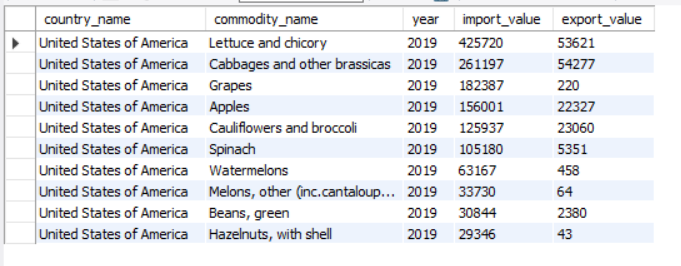 country_name commodity_name year import_value export_value
United States of America Lettuce and chicory 2019 425720 53621
United States of America Cabbages and other brassicas 2019 261197 54277
United States of America Grapes 2019 182387 220
United States of America Apples 2019 156001 22327
United States of America Cauliflowers and broccoli 2019 125937 23060
United States of America Spinach 2019 105180 5351
United States of America Watermelons 2019 63167 458
United States of America Melons, other (inc.cantaloup... 2019 33730 64
United States of America Beans, green 2019 30844 2380
United States of America Hazelnuts, with shell 2019 29346 43